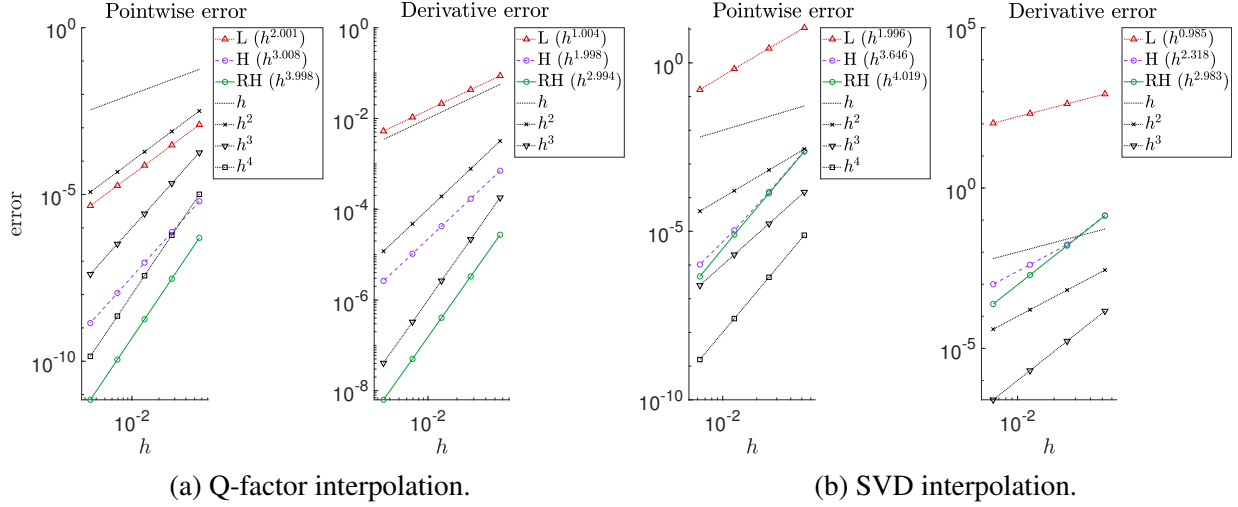 Pointwise error
10^0
10^-5
10^-10
error
10^-2
h
L (h^2.001)
H (h^3.008)
RH (h^3.998)
h
h^2
h^3
h^4
Derivative error
10^0
10^-2
10^-4
10^-6
10^-8
10^-2
h
L (h^1.004)
H (h^1.998)
RH (h^2.994)
h
h^2
h^3
(a) Q-factor interpolation.
Pointwise error
10^0
10^-5
10^-10
10^-2
h
L (h^1.996)
H (h^3.646)
RH (h^4.019)
h
h^2
h^3
h^4
Derivative error
10^5
10^0
10^-5
10^-2
h
L (h^0.985)
H (h^2.318)
RH (h^2.983)
h
h^2
h^3
(b) SVD interpolation.